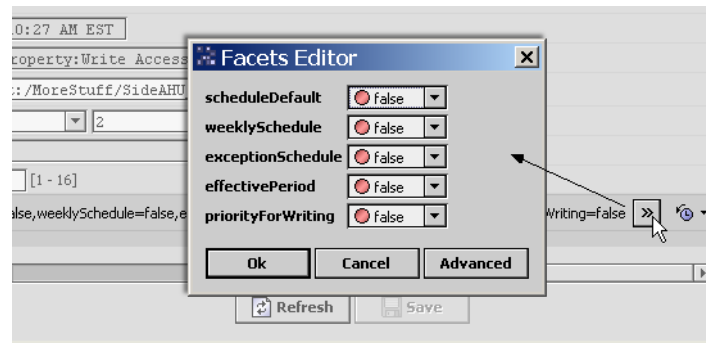 0:27 AM EST
roperty:Write Access
Facets Editor
:/MoreStuff/SideAHU
scheduleDefault false
2
weeklySchedule false
exceptionSchedule false
[1 - 16]
effectivePeriod false
alse,weeklySchedule=false,e
priorityForWriting false
Writing=false
Ok Cancel Advanced
Refresh Save